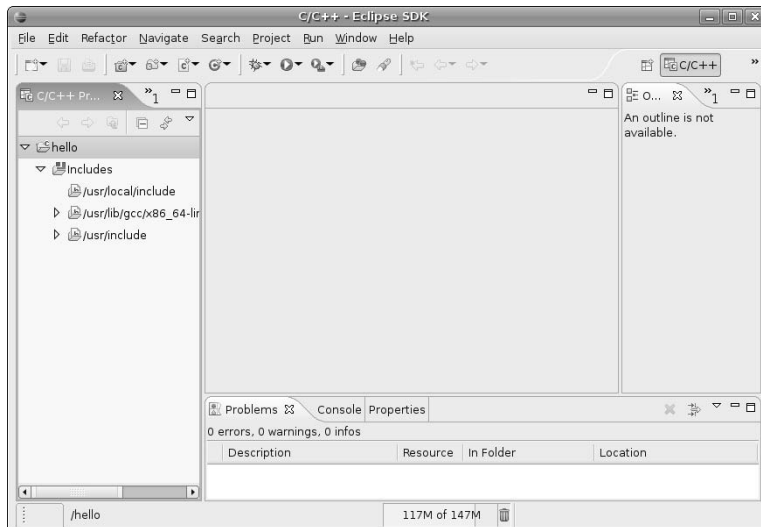 C/C++ - Eclipse SDK
File Edit Refactor Navigate Search Project Run Window Help
C/C++ »
C/C++ Pr... »1
O... »1
An outline is not
available.
hello
Includes
/usr/local/include
/usr/lib/gcc/x86_64-lin
/usr/include
Problems Console Properties
0 errors, 0 warnings, 0 infos
Description Resource In Folder Location
/hello 117M of 147M